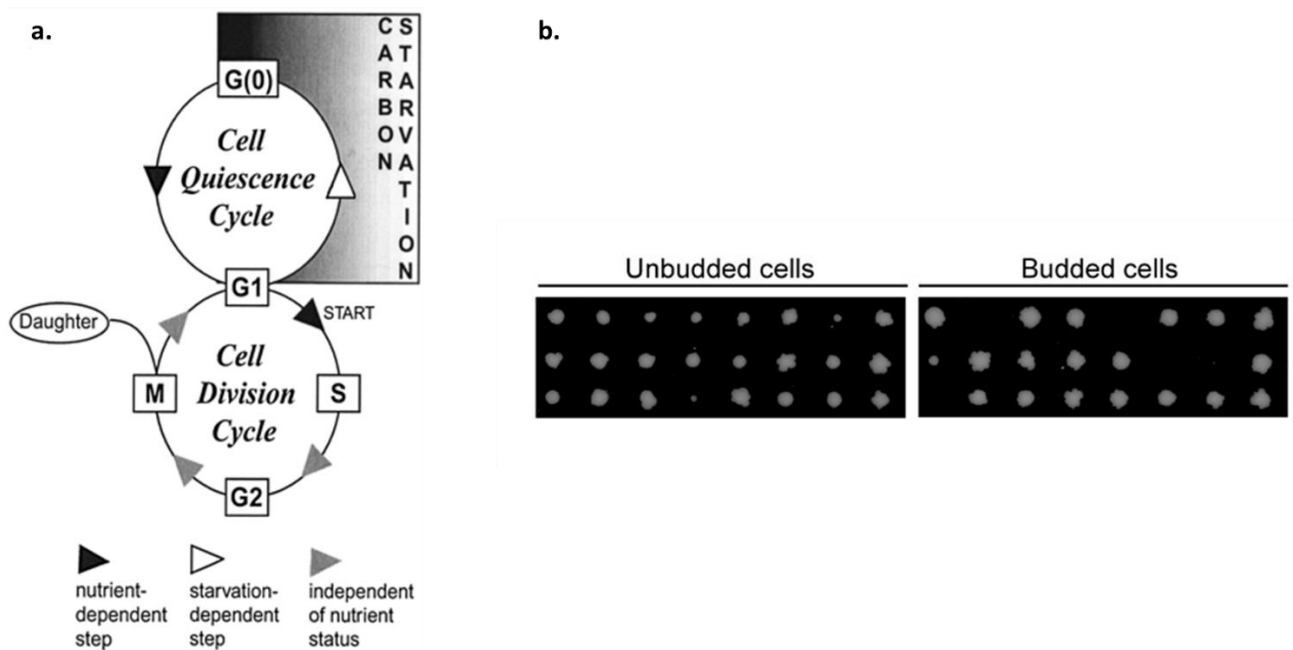 a.
CARBON
STARVATION
G(0)
Cell
Quiescence
Cycle
G1
START
Daughter
Cell
Division
Cycle
M
S
G2
nutrient-
dependent
step
starvation-
dependent
step
independent
of nutrient
status
b.
Unbudded cells
Budded cells